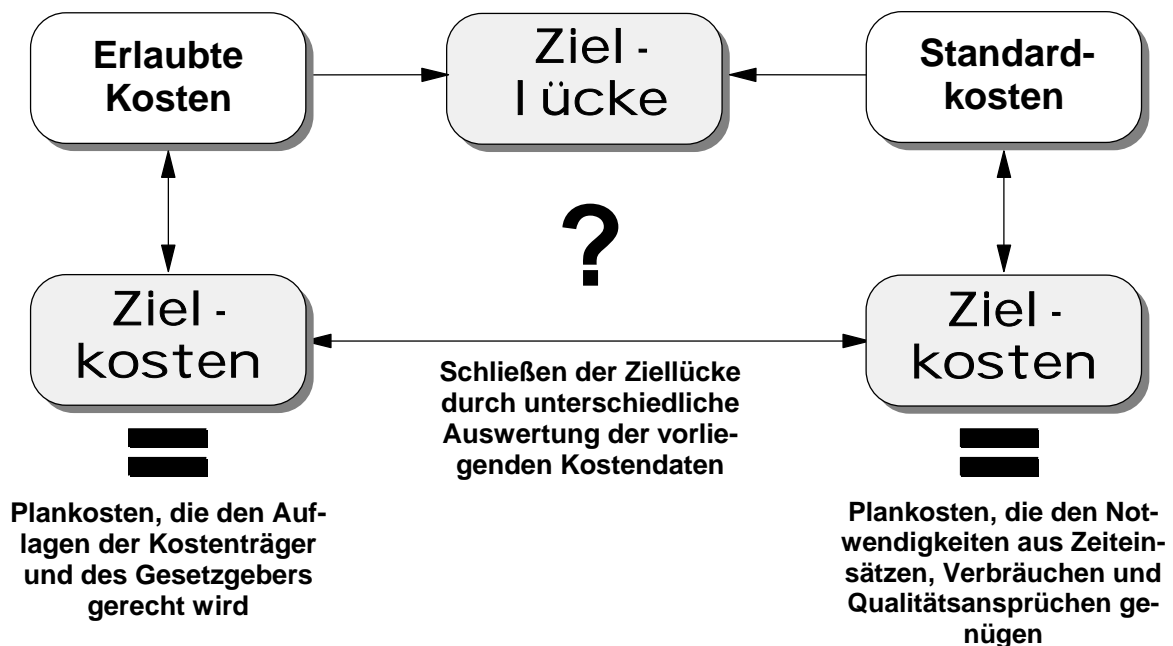 Erlaubte
Kosten
Ziel-
lücke
Standard-
kosten
?
Ziel-
kosten
Ziel-
kosten
Schließen der Ziellücke
durch unterschiedliche
Auswertung der vorlie-
genden Kostendaten
Plankosten, die den Auf-
lagen der Kostenträger
und des Gesetzgebers
gerecht wird
Plankosten, die den Not-
wendigkeiten aus Zeitein-
sätzen, Verbräuchen und
Qualitätsansprüchen ge-
nügen